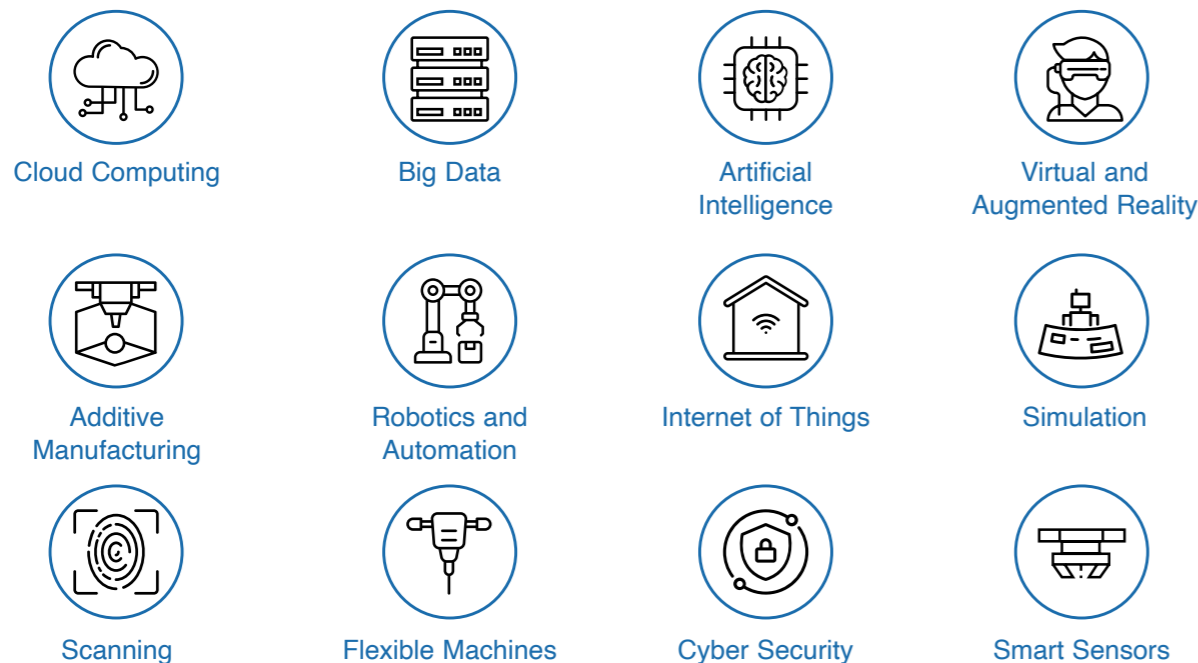 Cloud Computing
Big Data
Artificial
Intelligence
Virtual and
Augmented Reality
Additive
Manufacturing
Robotics and
Automation
Internet of Things
Simulation
Scanning
Flexible Machines
Cyber Security
Smart Sensors